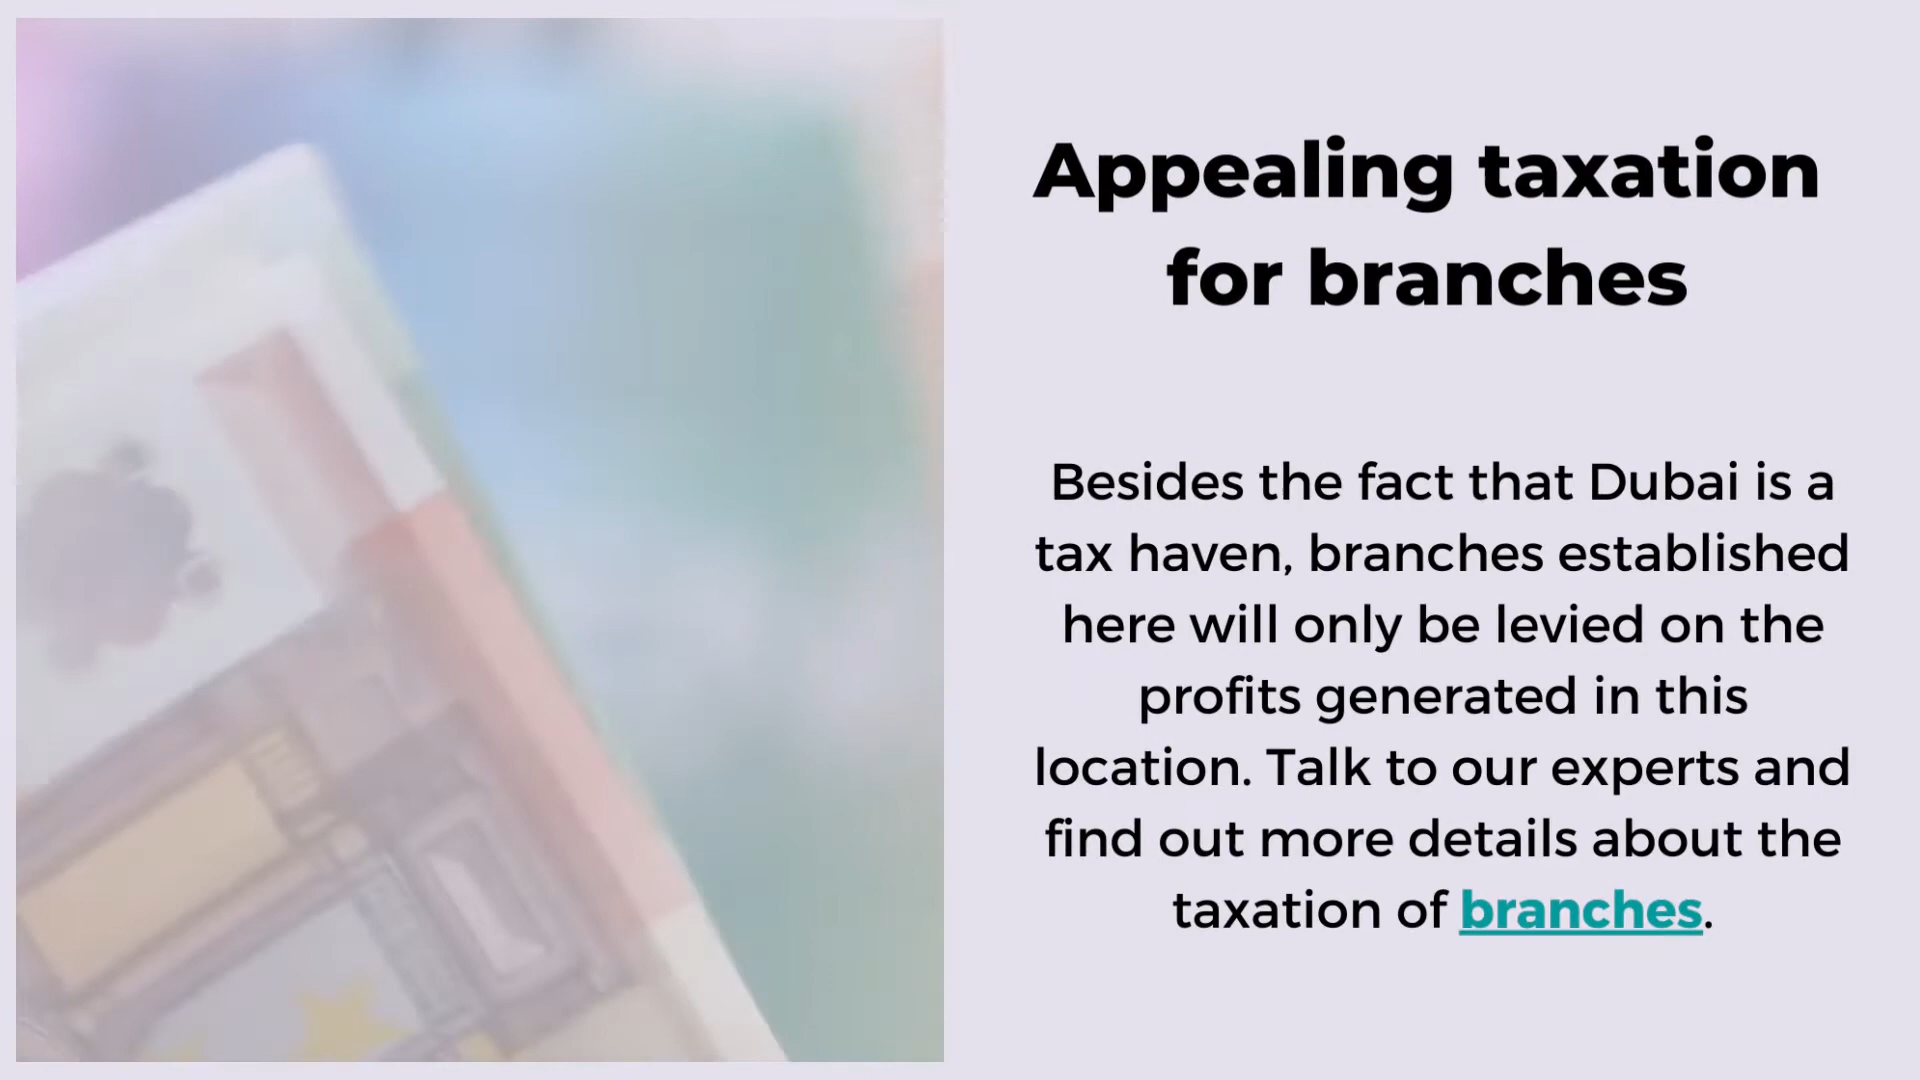 Appealing taxation
for branches
Besides the fact that Dubai is a
tax haven, branches established
here will only be levied on the
profits generated in this
location. Talk to our experts and
find out more details about the
taxation of branches.